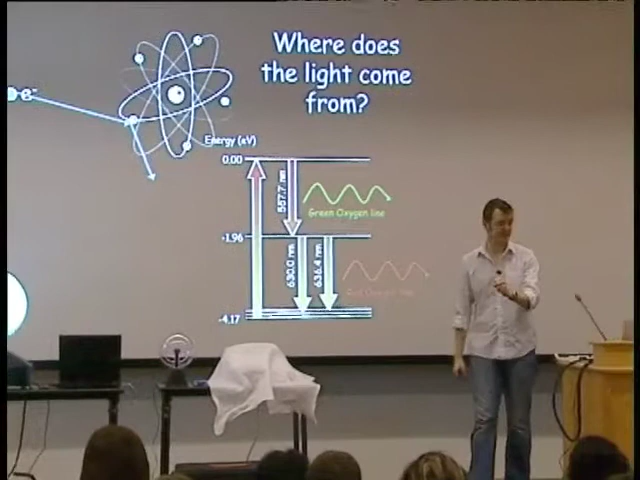 Where does
the light come
from?
e⁻
Energy (eV)
0.00
557.7 nm
Green Oxygen line
-1.96
630.0 nm
636.4 nm
Red Oxygen line
-4.17